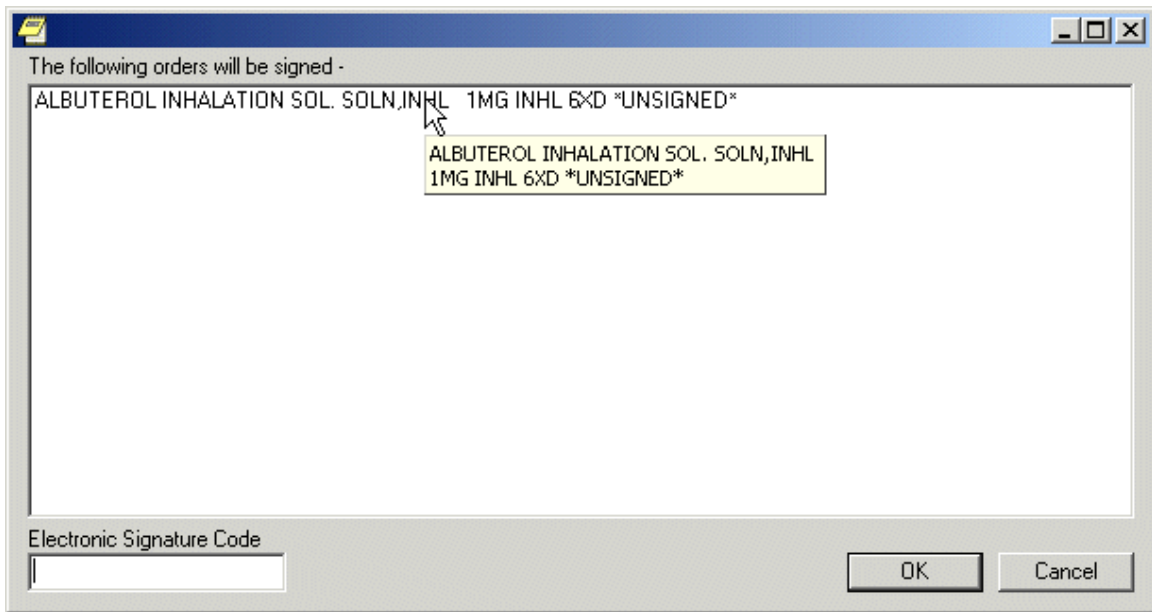 The following orders will be signed -
ALBUTEROL INHALATION SOL. SOLN,INHL   1MG INHL 6XD *UNSIGNED*
ALBUTEROL INHALATION SOL. SOLN,INHL
1MG INHL 6XD *UNSIGNED*
Electronic Signature Code
OK Cancel